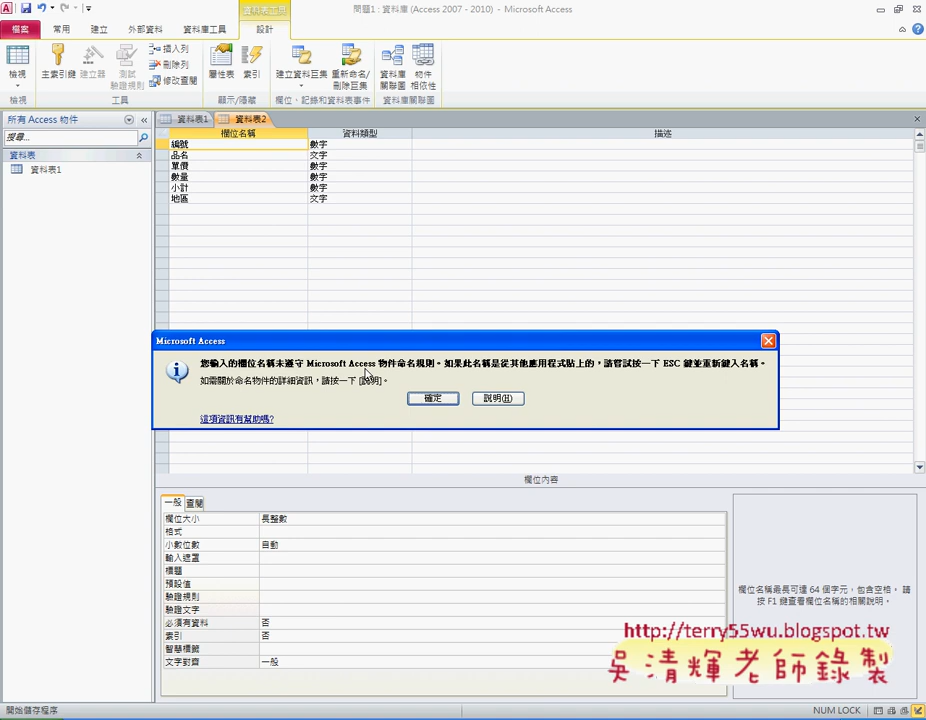 問題1 : 資料庫 (Access 2007 - 2010) - Microsoft Access
資料表工具
檔案
常用
建立
外部資料
資料庫工具
設計
檢視
主索引鍵
建立器
測試
驗證規則
插入列
刪除列
修改查閱
屬性表
索引
建立資料巨集
重新命名/
刪除巨集
資料庫
關聯圖
物件
相依性
檢視
工具
顯示/隱藏
欄位、記錄和資料表事件
資料庫關聯圖
所有 Access 物件
搜尋...
資料表
資料表1
資料表1
資料表2
欄位名稱
資料類型
描述
編號 數字
品名 文字
單價 數字
數量 數字
小計 數字
地區 文字
Microsoft Access
您輸入的欄位名稱未遵守 Microsoft Access 物件命名規則。如果此名稱是從其他應用程式貼上的，請嘗試按一下 ESC 鍵並重新鍵入名稱。
如需關於命名物件的詳細資訊，請按一下 [說明]。
確定
說明(H)
這項資訊有幫助嗎?
欄位內容
一般
查閱
欄位大小 長整數
格式
小數位數 自動
輸入遮罩
標題
預設值
驗證規則
驗證文字
必須有資料 否
索引 否
智慧標籤
文字對齊 一般
欄位名稱最長可達 64 個字元，包含空格。 請
按 F1 鍵查看欄位名稱的相關說明。
http://terry55wu.blogspot.tw
吳清輝老師錄製
開始儲存程序
NUM LOCK